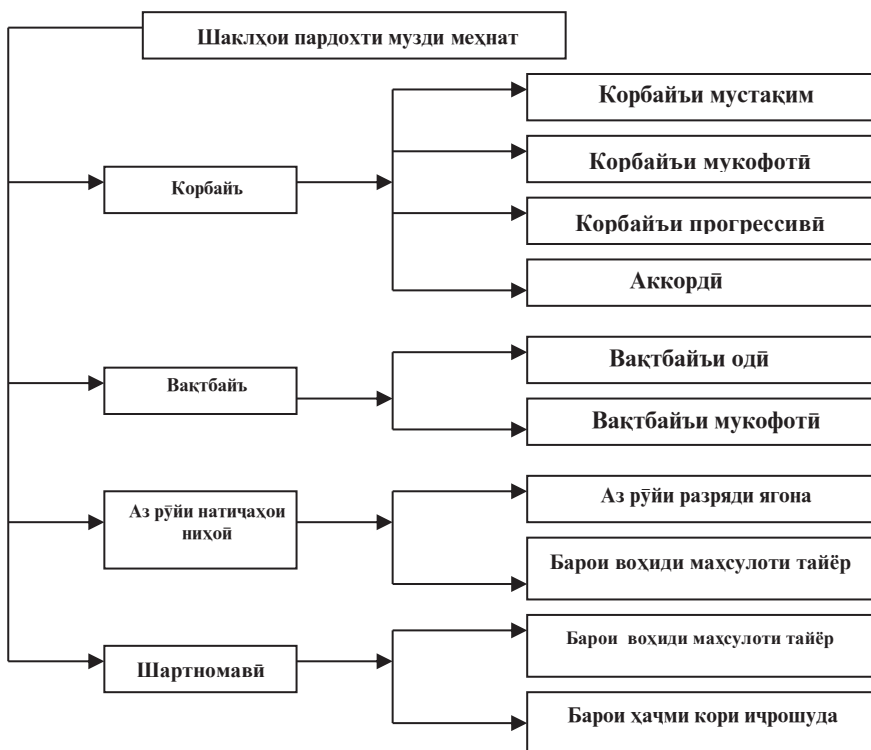 Шаклҳои пардохти музди меҳнат
Корбайъи мустақим
Корбайъи мукофотӣ
Корбайъ
Корбайъи прогрессивӣ
Аккордӣ
Вақтбайъ
Вақтбайъи одӣ
Вақтбайъи мукофотӣ
Аз рӯйи натиҷаҳои
ниҳоӣ
Аз рӯйи разряди ягона
Барои воҳиди маҳсулоти тайёр
Шартномавӣ
Барои воҳиди маҳсулоти тайёр
Барои ҳаҷми кори иҷрошуда